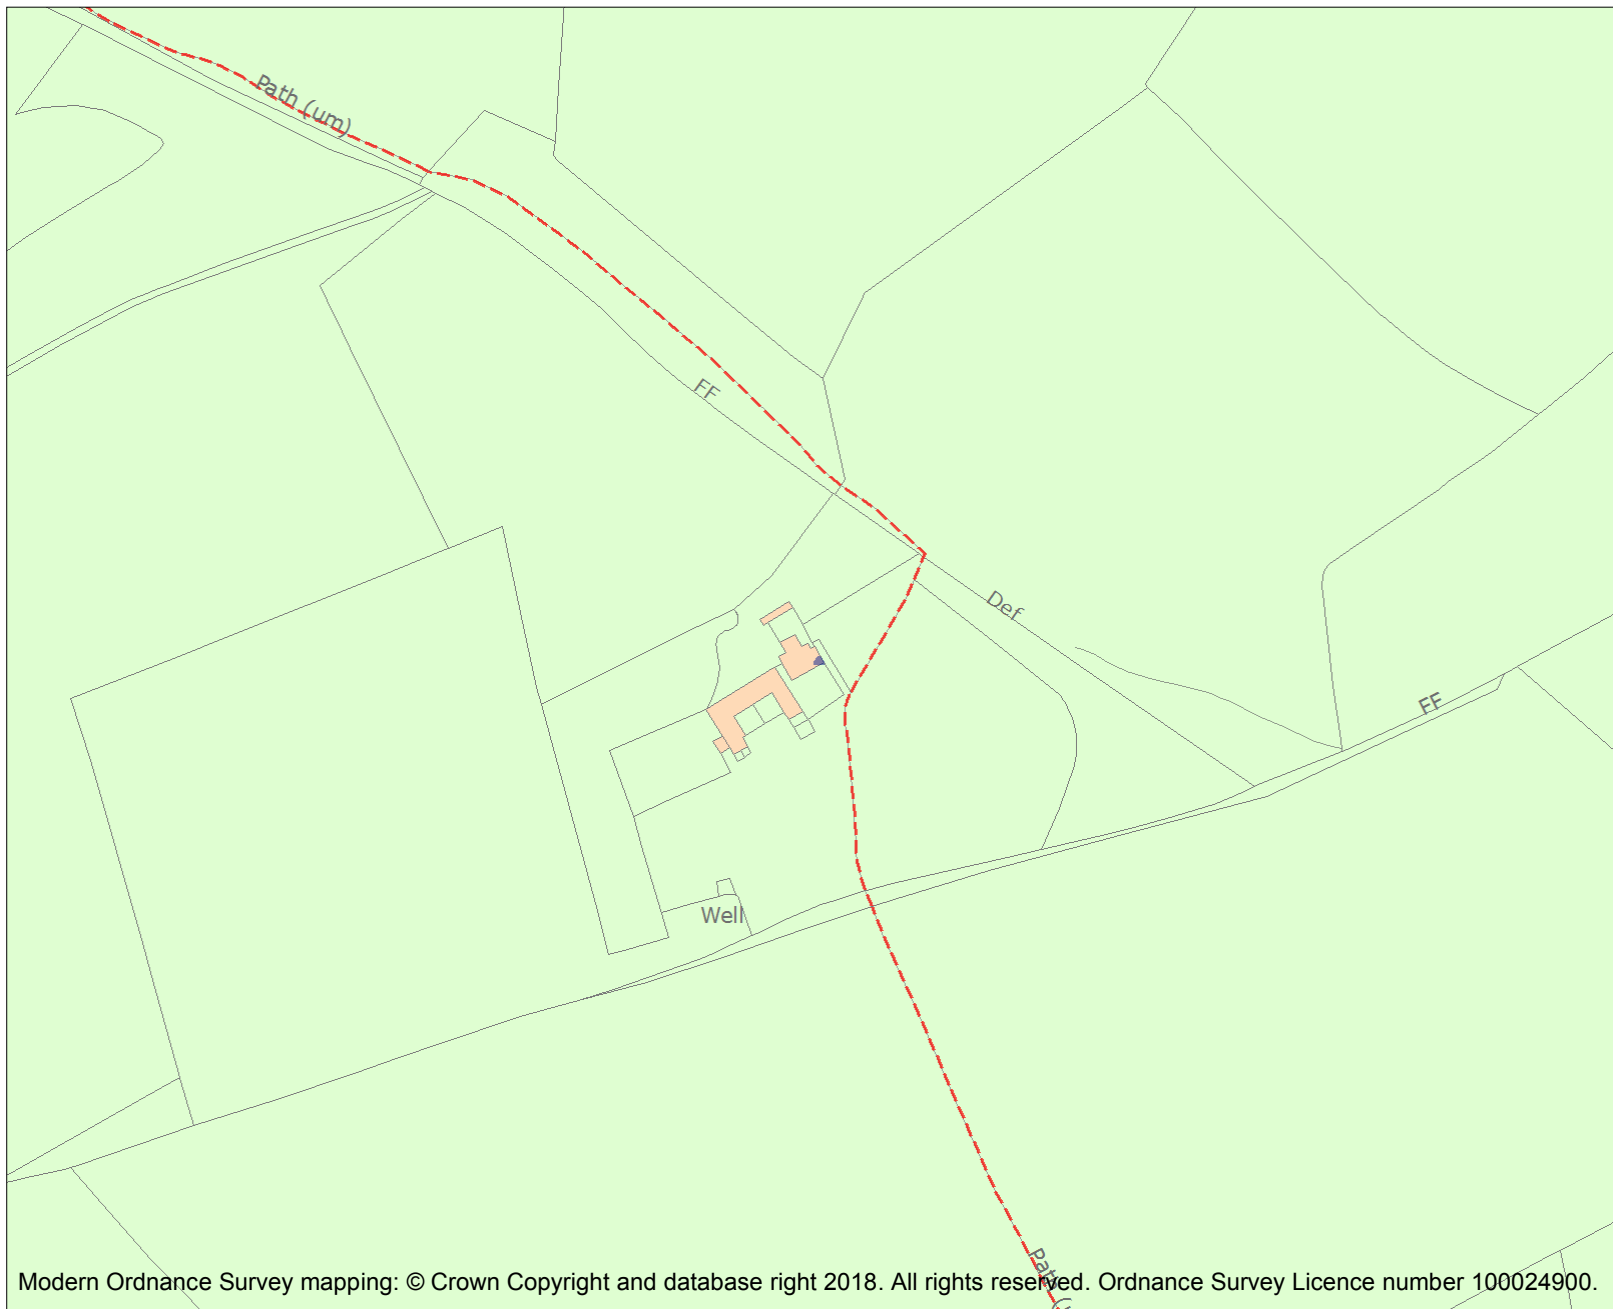 Path (um)
FF
Def
FF
Well
Path (
Modern Ordnance Survey mapping: © Crown Copyright and database right 2018. All rights reserved. Ordnance Survey Licence number 100024900.